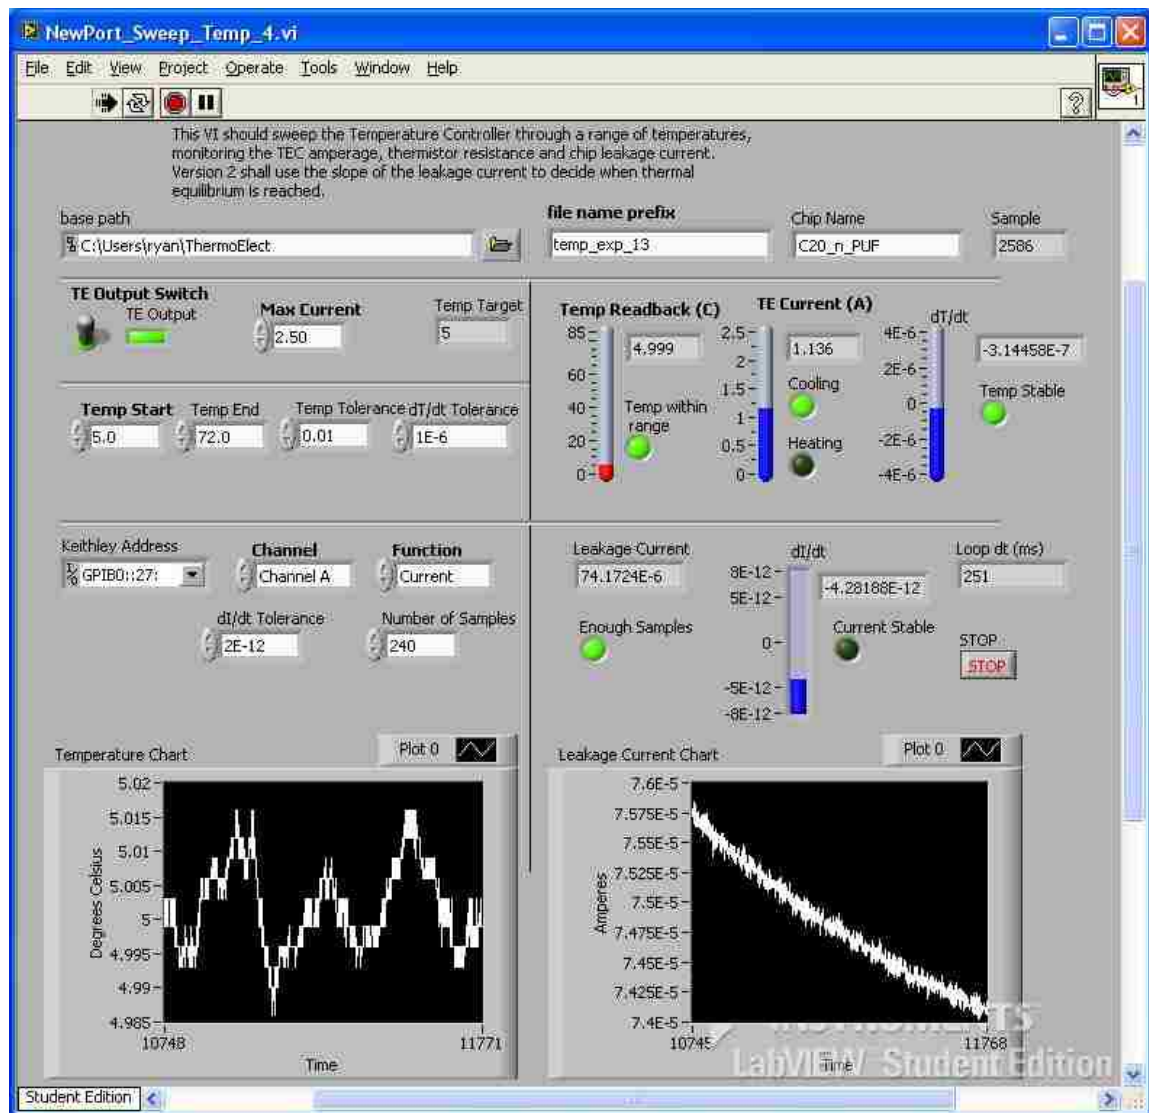 NewPort_Sweep_Temp_4.vi
File Edit View Project Operate Tools Window Help
This VI should sweep the Temperature Controller through a range of temperatures,
monitoring the TEC amperage, thermistor resistance and chip leakage current.
Version 2 shall use the slope of the leakage current to decide when thermal
equilibrium is reached.
base path
C:\Users\ryan\ThermoElect
file name prefix
temp_exp_13
Chip Name
C20_n_PUF
Sample
2586
TE Output Switch
TE Output
Max Current
2.50
Temp Target
5
Temp Start
5.0
Temp End
72.0
Temp Tolerance
0.01
dT/dt Tolerance
1E-6
Temp Readback (C)
85
60
40
20
0
4.999
Temp within
range
TE Current (A)
2.5
2
1.5
1
0.5
0
1.136
Cooling
Heating
dT/dt
4E-6
2E-6
0
-2E-6
-4E-6
-3.14458E-7
Temp Stable
Keithley Address
GPIB0::27:
Channel
Channel A
Function
Current
dI/dt Tolerance
2E-12
Number of Samples
240
Leakage Current
74.1724E-6
Enough Samples
dI/dt
8E-12
5E-12
0
-5E-12
-8E-12
-4.28188E-12
Current Stable
Loop dt (ms)
251
STOP
STOP
Temperature Chart
Plot 0
5.02
5.015
5.01
5.005
5
4.995
4.99
4.985
Degrees Celsius
10748
11771
Time
Leakage Current Chart
Plot 0
7.6E-5
7.575E-5
7.55E-5
7.525E-5
7.5E-5
7.475E-5
7.45E-5
7.425E-5
7.4E-5
Amperes
10745
11768
Time
INSTRUMENTS
LabVIEW Student Edition
Student Edition